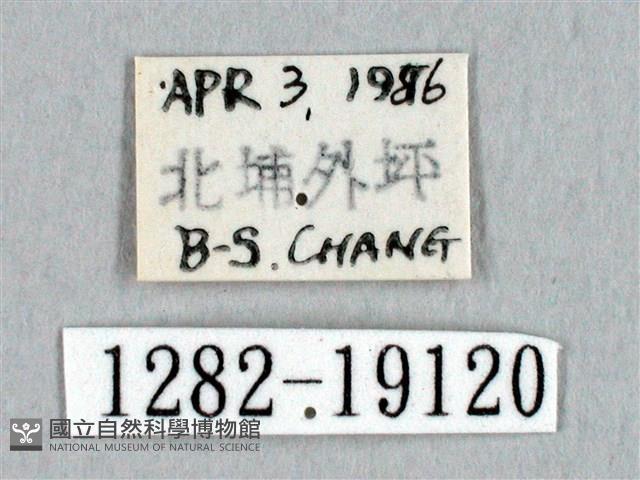 APR 3, 1986
北埔外坪
B-S. CHANG
1282-19120
國立自然科學博物館
NATIONAL MUSEUM OF NATURAL SCIENCE